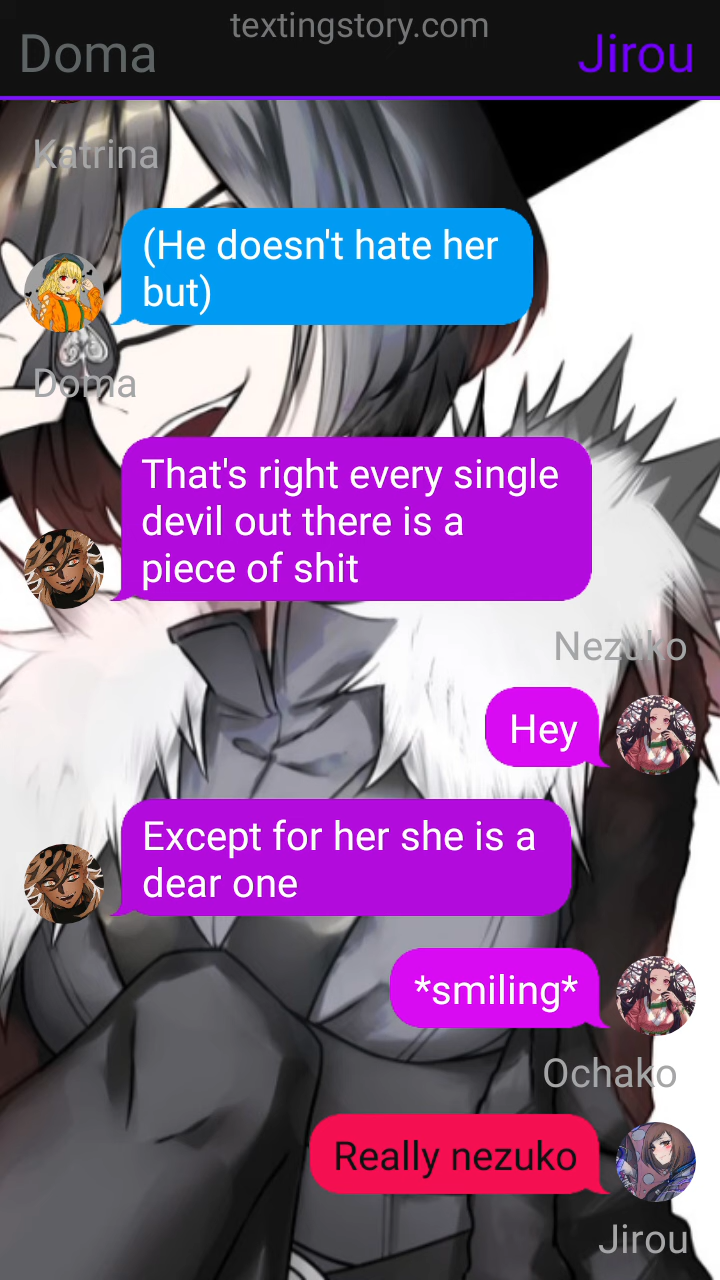 textingstory.com
Doma
Jirou
Katrina
(He doesn't hate her
but)
Doma
That's right every single
devil out there is a
piece of shit
Nezuko
Hey
Except for her she is a
dear one
*smiling*
Ochako
Really nezuko
Jirou